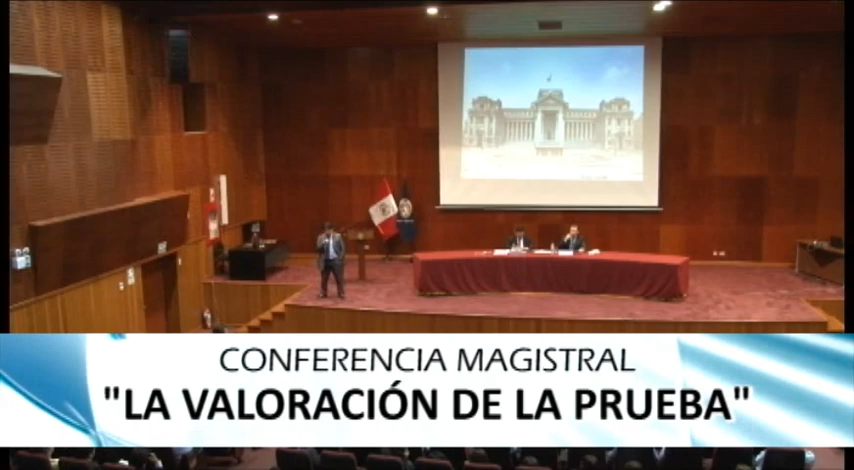 CONFERENCIA MAGISTRAL
"LA VALORACIÓN DE LA PRUEBA"